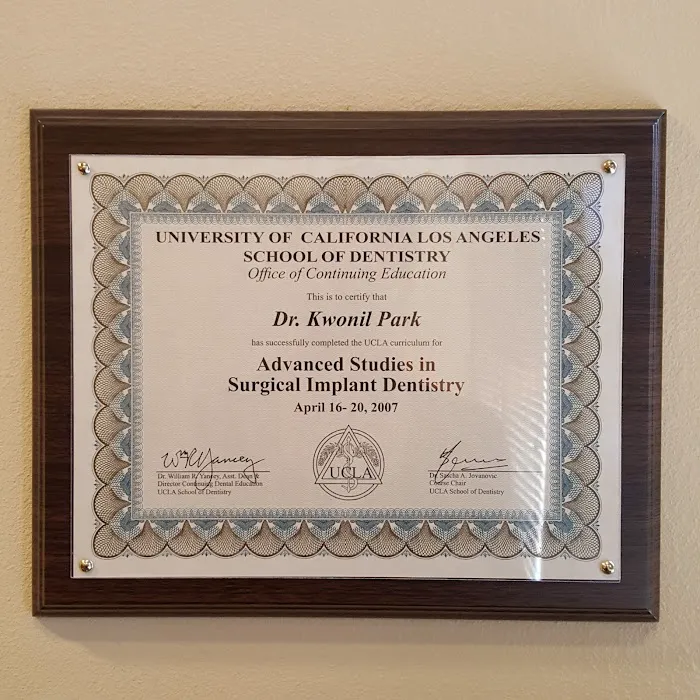 UNIVERSITY OF CALIFORNIA LOS ANGELES
SCHOOL OF DENTISTRY
Office of Continuing Education
This is to certify that
Dr. Kwonil Park
has successfully completed the UCLA curriculum for
Advanced Studies in
Surgical Implant Dentistry
April 16- 20, 2007
Dr. William R. Yancey, Asst. Dean &
Director Continuing Dental Education
UCLA School of Dentistry
UCLA
Dr. Sascha A. Jovanovic
Course Chair
UCLA School of Dentistry